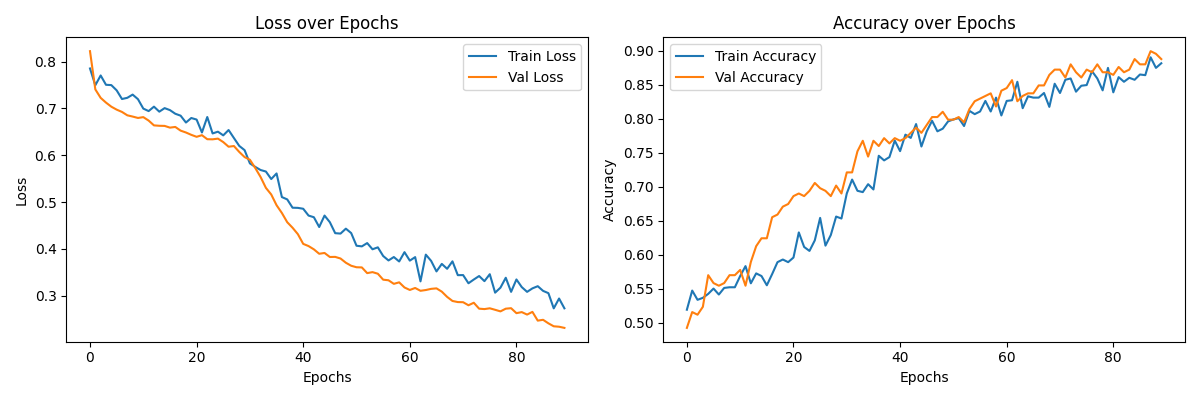 Loss over Epochs
Train Loss
Val Loss
0.8
0.7
0.6
0.5
0.4
0.3
Loss
0
20
40
60
80
Epochs
Accuracy over Epochs
Train Accuracy
Val Accuracy
0.90
0.85
0.80
0.75
0.70
0.65
0.60
0.55
0.50
Accuracy
0
20
40
60
80
Epochs